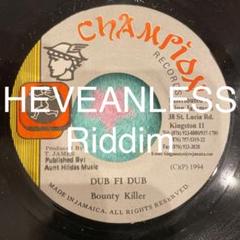 CHAMPION
RECORDS
38 St. Lucia Rd.
Kingston II
HEVEANLESS
Riddim
Produced By:
T. JAMES
Published By:
Aunt Hildas Music
DUB FI DUB
Bounty Killer
(C)(P) 1994
MADE IN JAMAICA. ALL RIGHTS RESERVED.